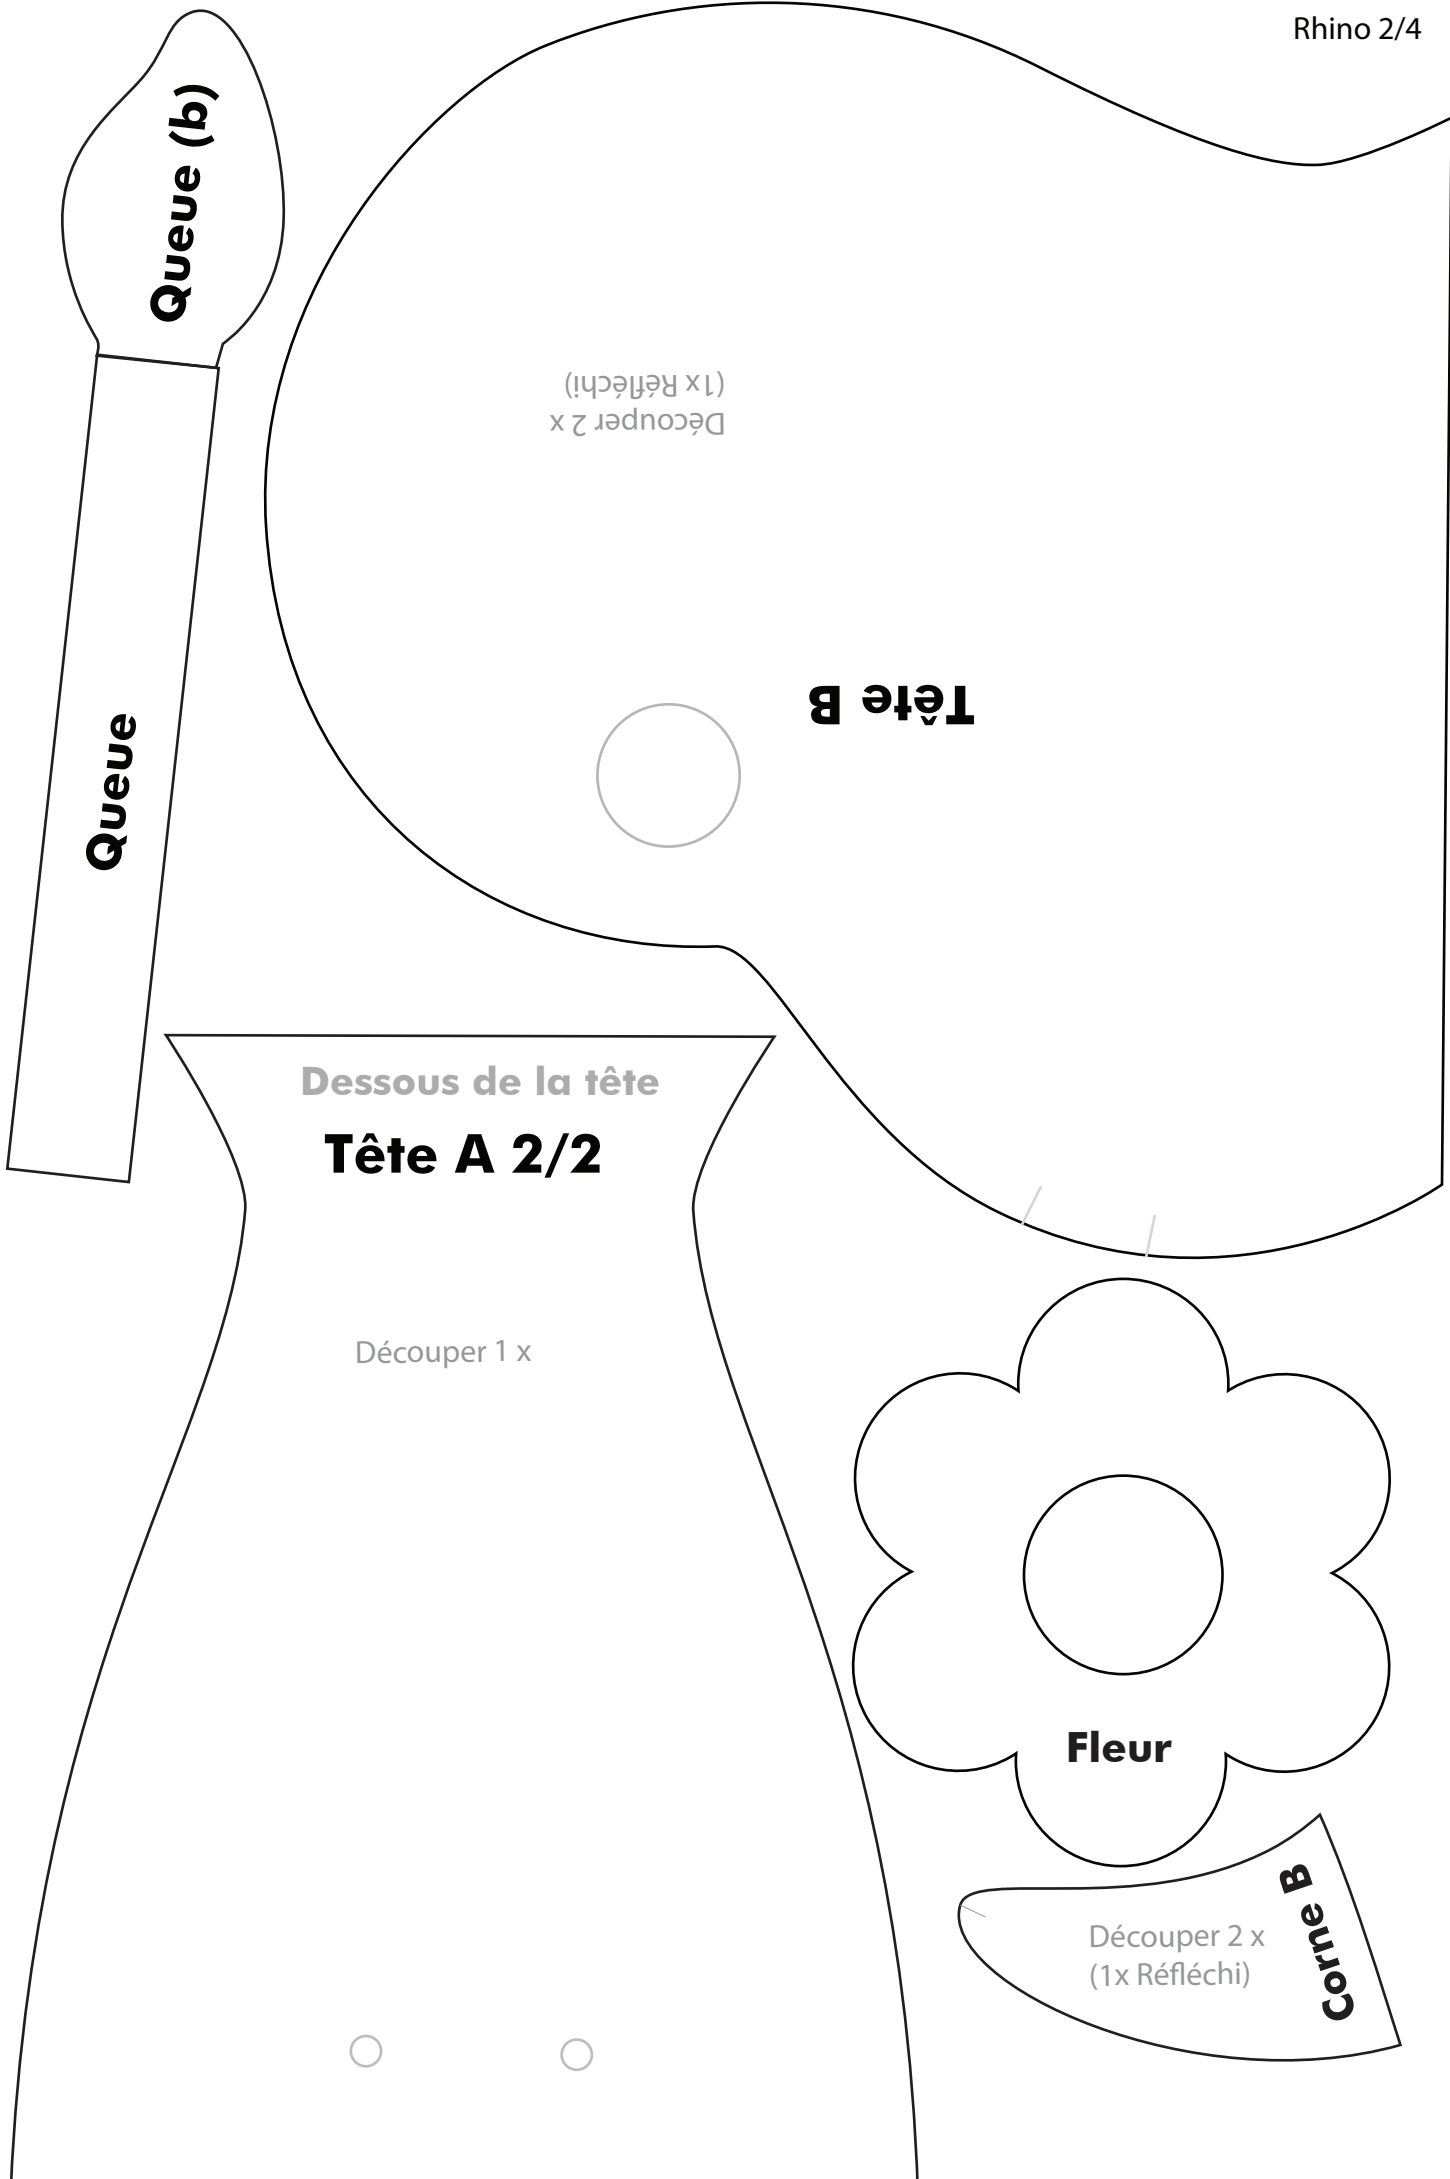 Rhino 2/4
Queue (b)
Découper 2 x
(1x Réfléchi)
Tête B
Queue
Dessous de la tête
Tête A 2/2
Découper 1 x
Fleur
Corne B
Découper 2 x
(1x Réfléchi)